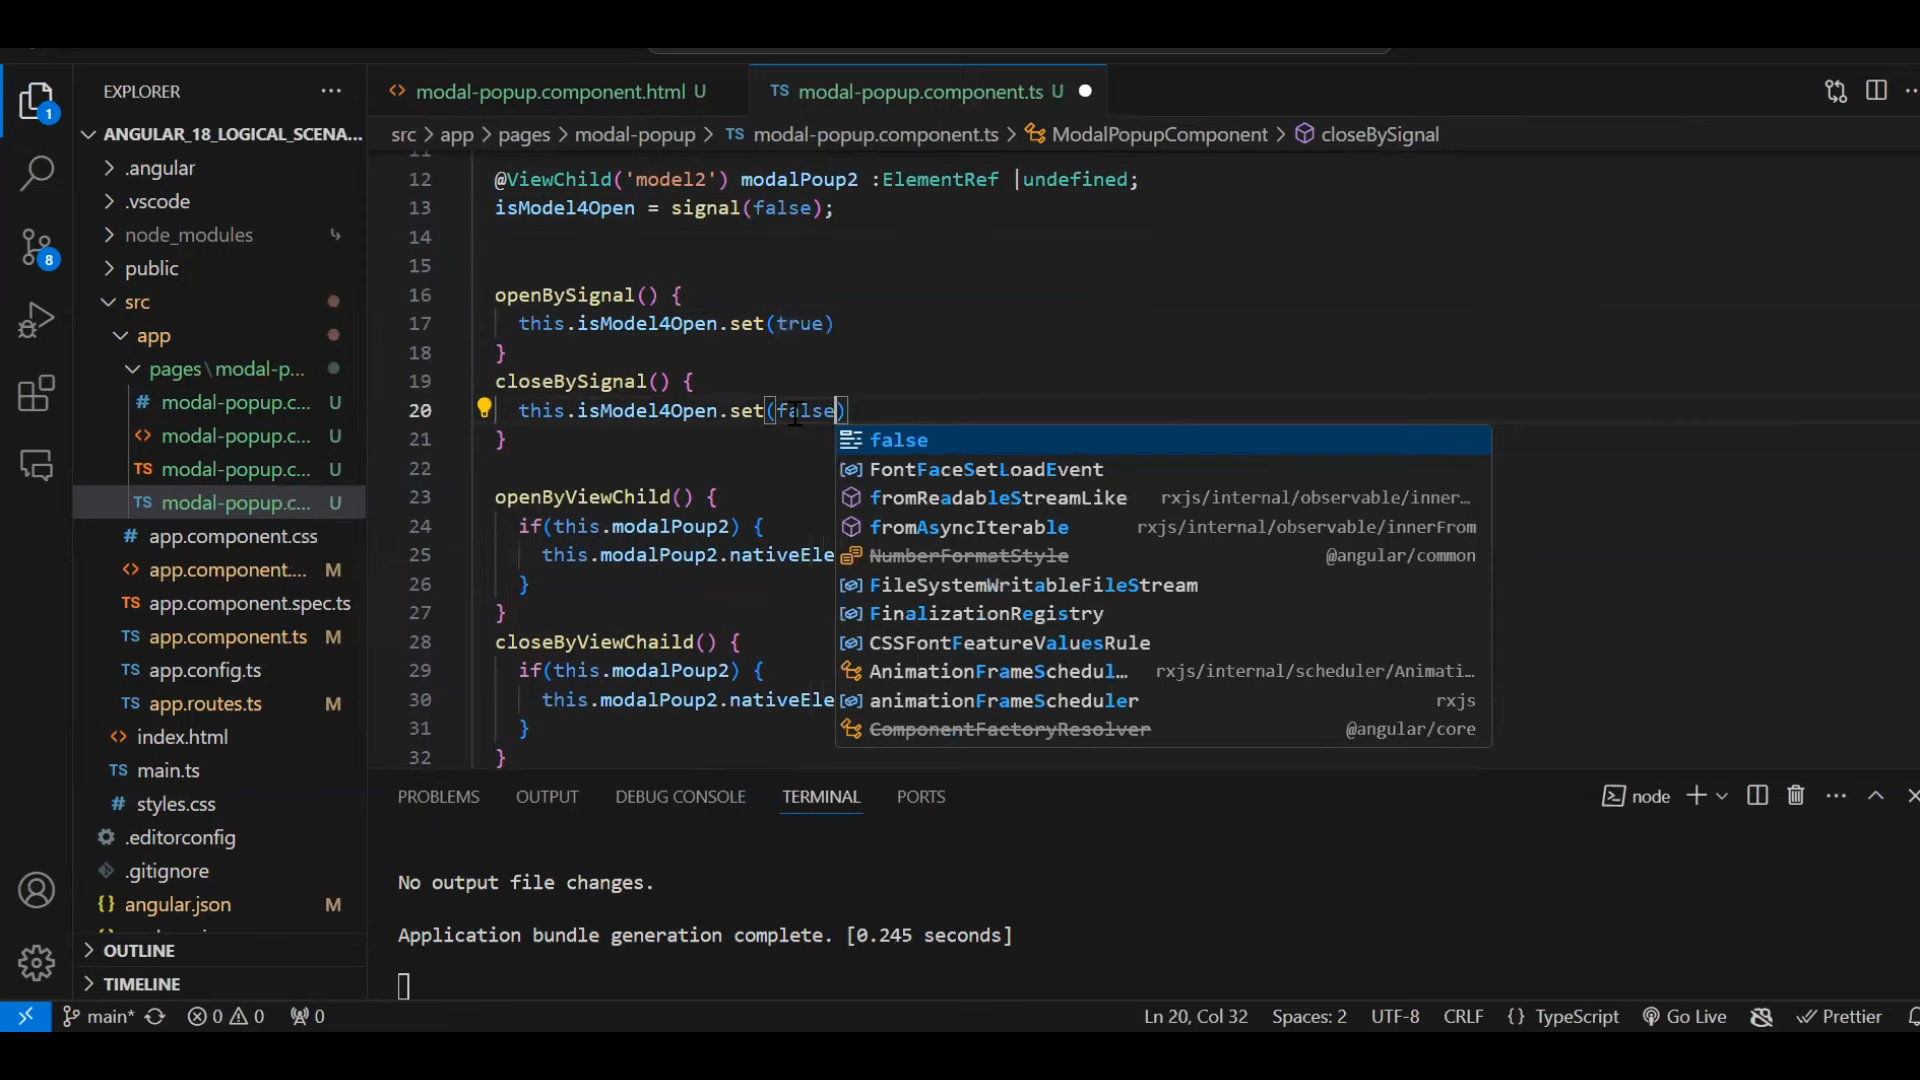 EXPLORER
ANGULAR_18_LOGICAL_SCENA...
.angular
.vscode
node_modules
public
src
app
pages\modal-p...
# modal-popup.c... U
<> modal-popup.c... U
TS modal-popup.c... U
TS modal-popup.c... U
# app.component.css
<> app.component.... M
TS app.component.spec.ts
TS app.component.ts M
TS app.config.ts
TS app.routes.ts M
<> index.html
TS main.ts
# styles.css
.editorconfig
.gitignore
{} angular.json M
OUTLINE
TIMELINE
1
8
<> modal-popup.component.html U
TS modal-popup.component.ts U
src > app > pages > modal-popup > TS modal-popup.component.ts > ModalPopupComponent > closeBySignal
11
12 @ViewChild('model2') modalPoup2 :ElementRef |undefined;
13 isModel4Open = signal(false);
14
15
16 openBySignal() {
17 this.isModel4Open.set(true)
18 }
19 closeBySignal() {
20 this.isModel4Open.set(false)
21 }
22
23 openByViewChild() {
24 if(this.modalPoup2) {
25 this.modalPoup2.nativeEle
26 }
27 }
28 closeByViewChaild() {
29 if(this.modalPoup2) {
30 this.modalPoup2.nativeEle
31 }
32 }
false
FontFaceSetLoadEvent
fromReadableStreamLike rxjs/internal/observable/inner...
fromAsyncIterable rxjs/internal/observable/innerFrom
NumberFormatStyle @angular/common
FileSystemWritableFileStream
FinalizationRegistry
CSSFontFeatureValuesRule
AnimationFrameSchedul... rxjs/internal/scheduler/Animati...
animationFrameScheduler rxjs
ComponentFactoryResolver @angular/core
PROBLEMS OUTPUT DEBUG CONSOLE TERMINAL PORTS
node
No output file changes.
Application bundle generation complete. [0.245 seconds]
main* 0 0 0
Ln 20, Col 32 Spaces: 2 UTF-8 CRLF {} TypeScript Go Live Prettier